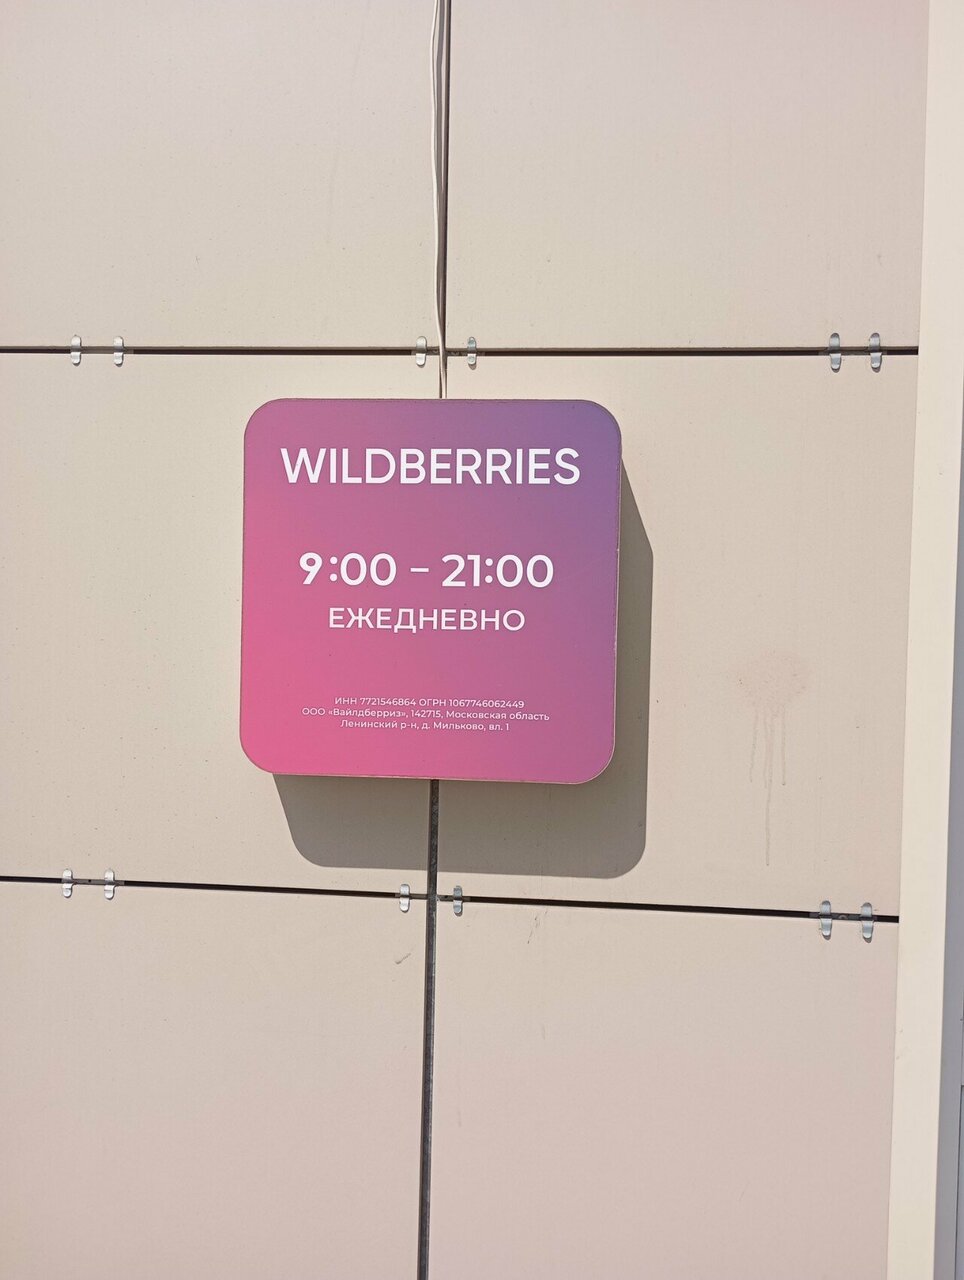 WILDBERRIES
9:00 – 21:00
ЕЖЕДНЕВНО
ИНН 7721546864 ОГРН 1067746062449
ООО «Вайлдберриз», 142715, Московская область
Ленинский р-н, д. Мильково, вл. 1